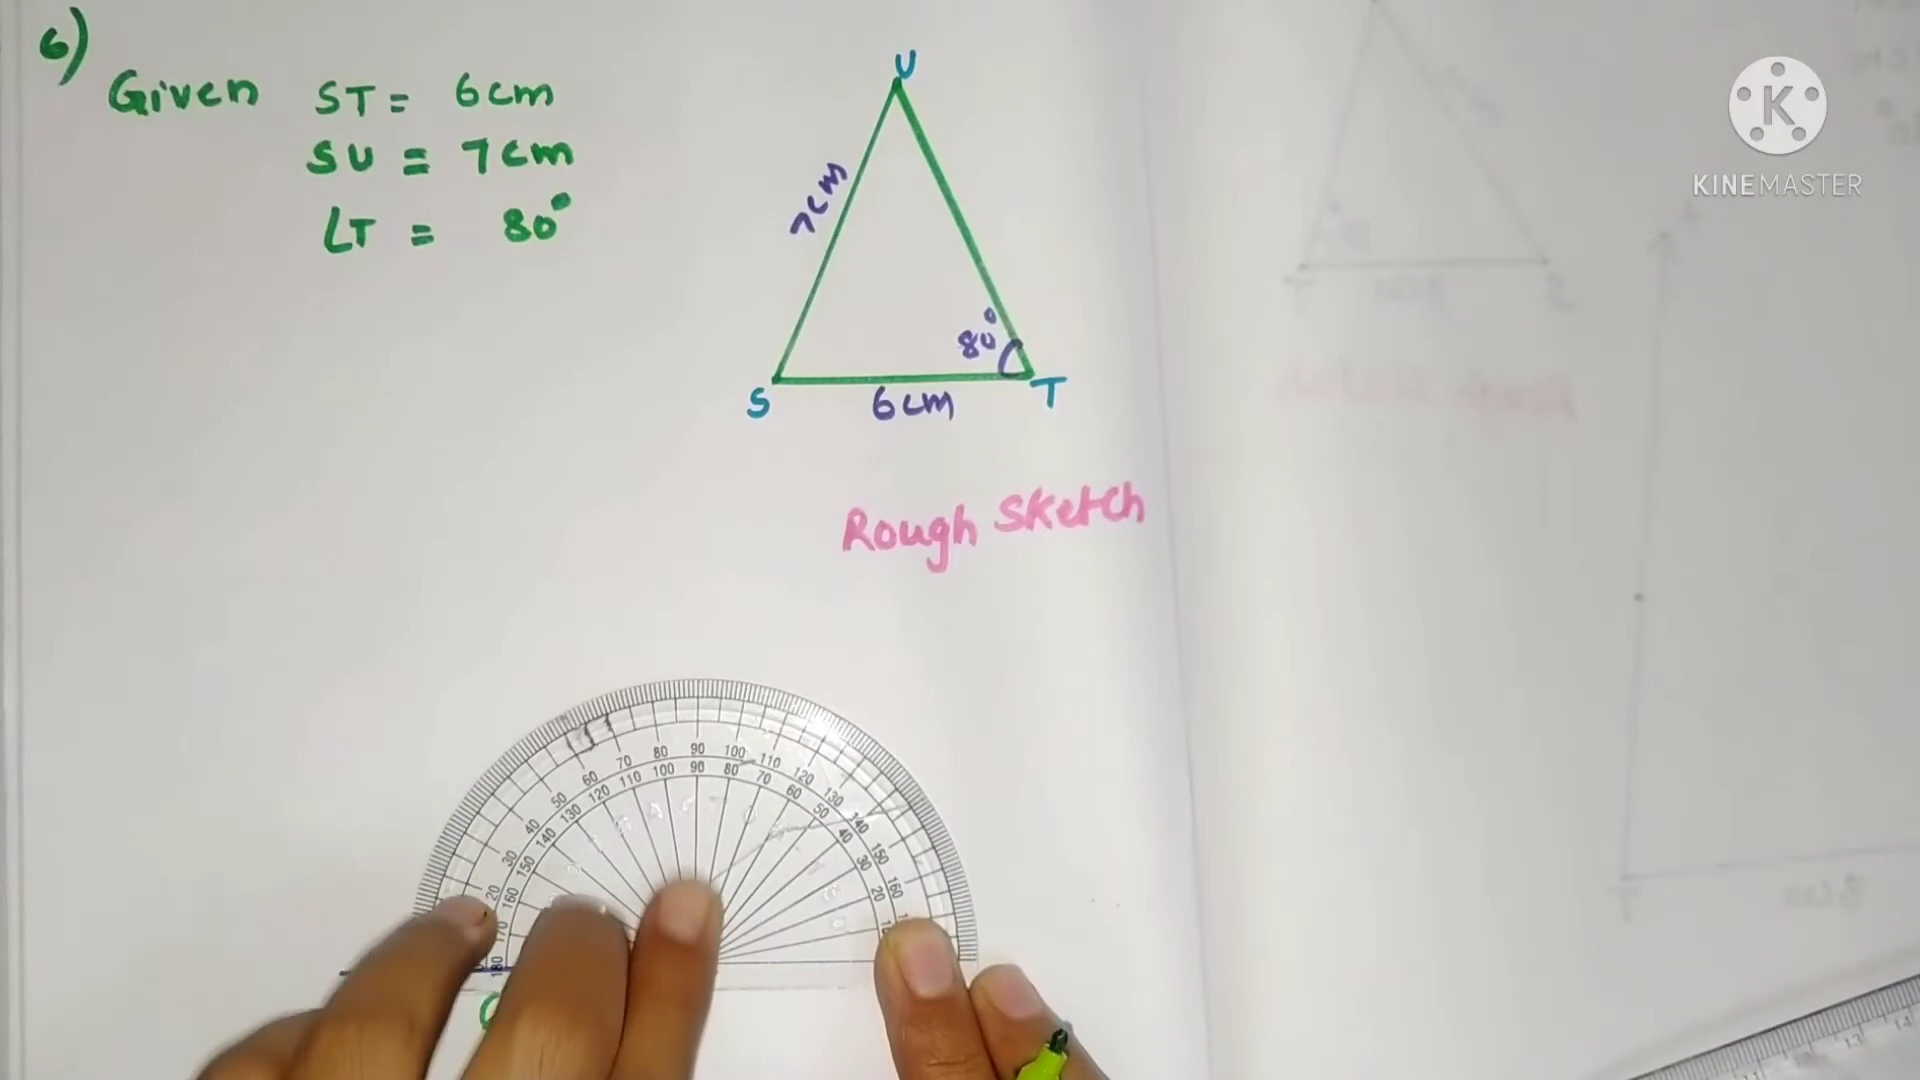 6)
Given ST = 6cm
SU = 7cm
∠T = 80°
U
7cm
80°
S
T
6cm
Rough Sketch
KINEMASTER